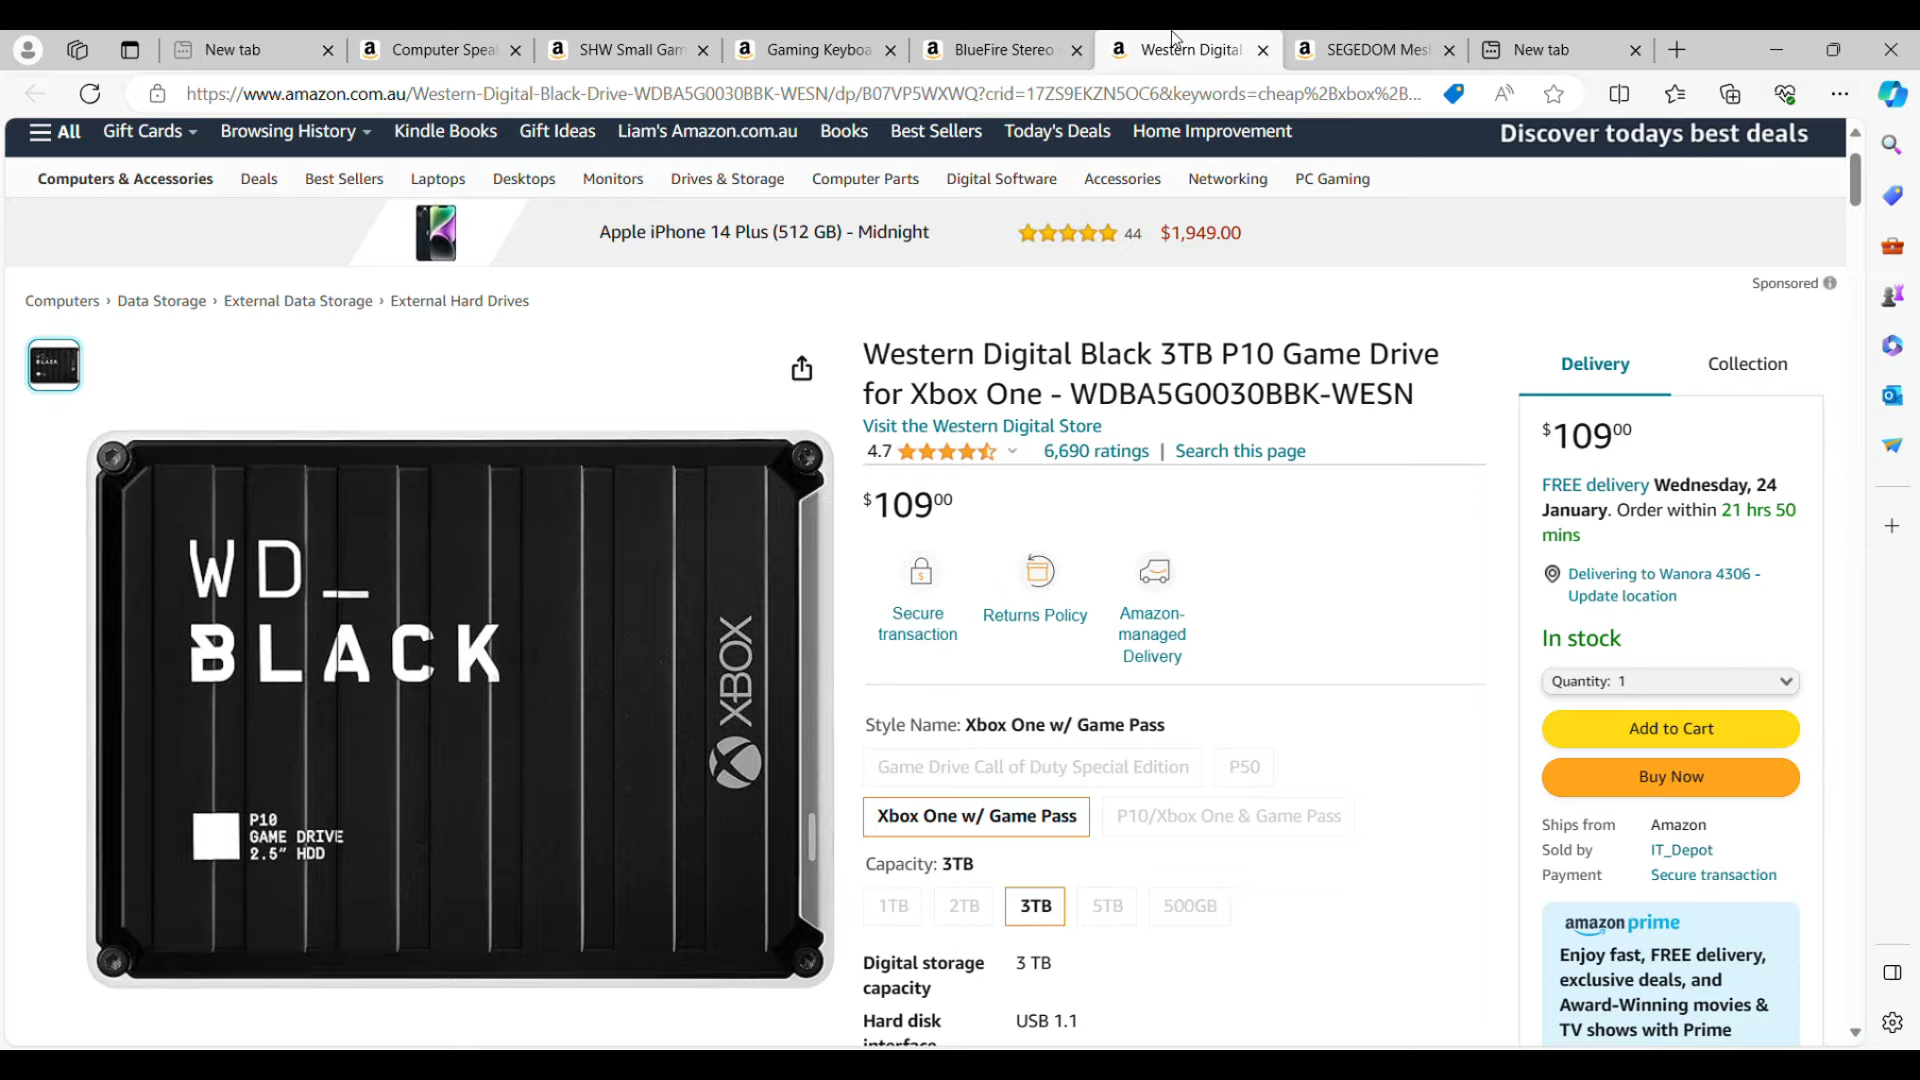 New tab
Computer Spea
SHW Small Gam
Gaming Keyboa
BlueFire Stereo
Western Digital
SEGEDOM Mes
New tab
https://www.amazon.com.au/Western-Digital-Black-Drive-WDBA5G0030BBK-WESN/dp/B07VP5WXWQ?crid=17ZS9EKZN5OC6&keywords=cheap%2Bxbox%2B...
All
Gift Cards
Browsing History
Kindle Books
Gift Ideas
Liam's Amazon.com.au
Books
Best Sellers
Today's Deals
Home Improvement
Discover todays best deals
Computers & Accessories
Deals
Best Sellers
Laptops
Desktops
Monitors
Drives & Storage
Computer Parts
Digital Software
Accessories
Networking
PC Gaming
Apple iPhone 14 Plus (512 GB) - Midnight
44
$1,949.00
Sponsored
Computers › Data Storage › External Data Storage › External Hard Drives
WD_
BLACK
XBOX
P10
GAME DRIVE
2.5" HDD
Western Digital Black 3TB P10 Game Drive
for Xbox One - WDBA5G0030BBK-WESN
Visit the Western Digital Store
4.7
6,690 ratings | Search this page
$10900
Secure
transaction
Returns Policy
Amazon-
managed
Delivery
Style Name: Xbox One w/ Game Pass
Game Drive Call of Duty Special Edition
P50
Xbox One w/ Game Pass
P10/Xbox One & Game Pass
Capacity: 3TB
1TB
2TB
3TB
5TB
500GB
Digital storage
capacity
3 TB
Hard disk
interface
USB 1.1
Delivery
Collection
$10900
FREE delivery Wednesday, 24
January. Order within 21 hrs 50
mins
Delivering to Wanora 4306 -
Update location
In stock
Quantity: 1
Add to Cart
Buy Now
Ships from Amazon
Sold by IT_Depot
Payment Secure transaction
amazon prime
Enjoy fast, FREE delivery,
exclusive deals, and
Award-Winning movies &
TV shows with Prime